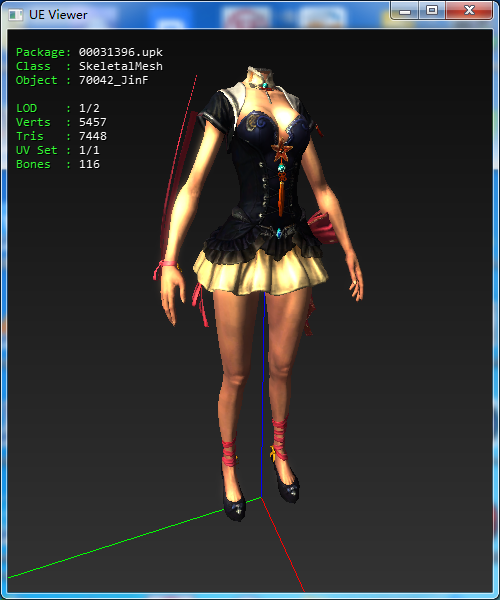 UE Viewer
Package: 00031396.upk
Class : SkeletalMesh
Object : 70042_JinF
LOD : 1/2
Verts : 5457
Tris : 7448
UV Set : 1/1
Bones : 116